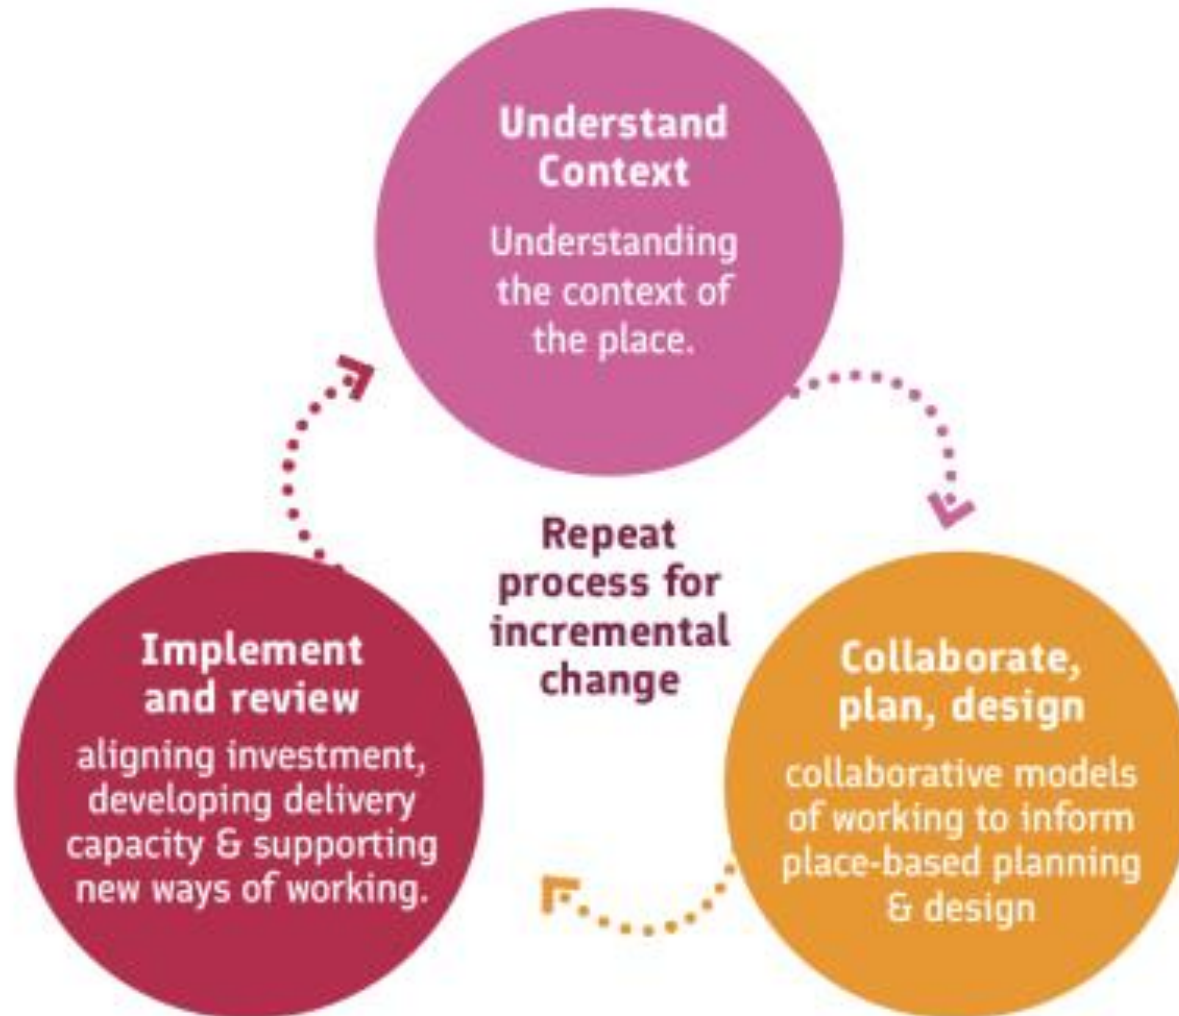 Understand
Context
Understanding
the context of
the place.
Repeat
process for
incremental
change
Collaborate,
plan, design
collaborative models
of working to inform
place-based planning
& design
Implement
and review
aligning investment,
developing delivery
capacity & supporting
new ways of working.